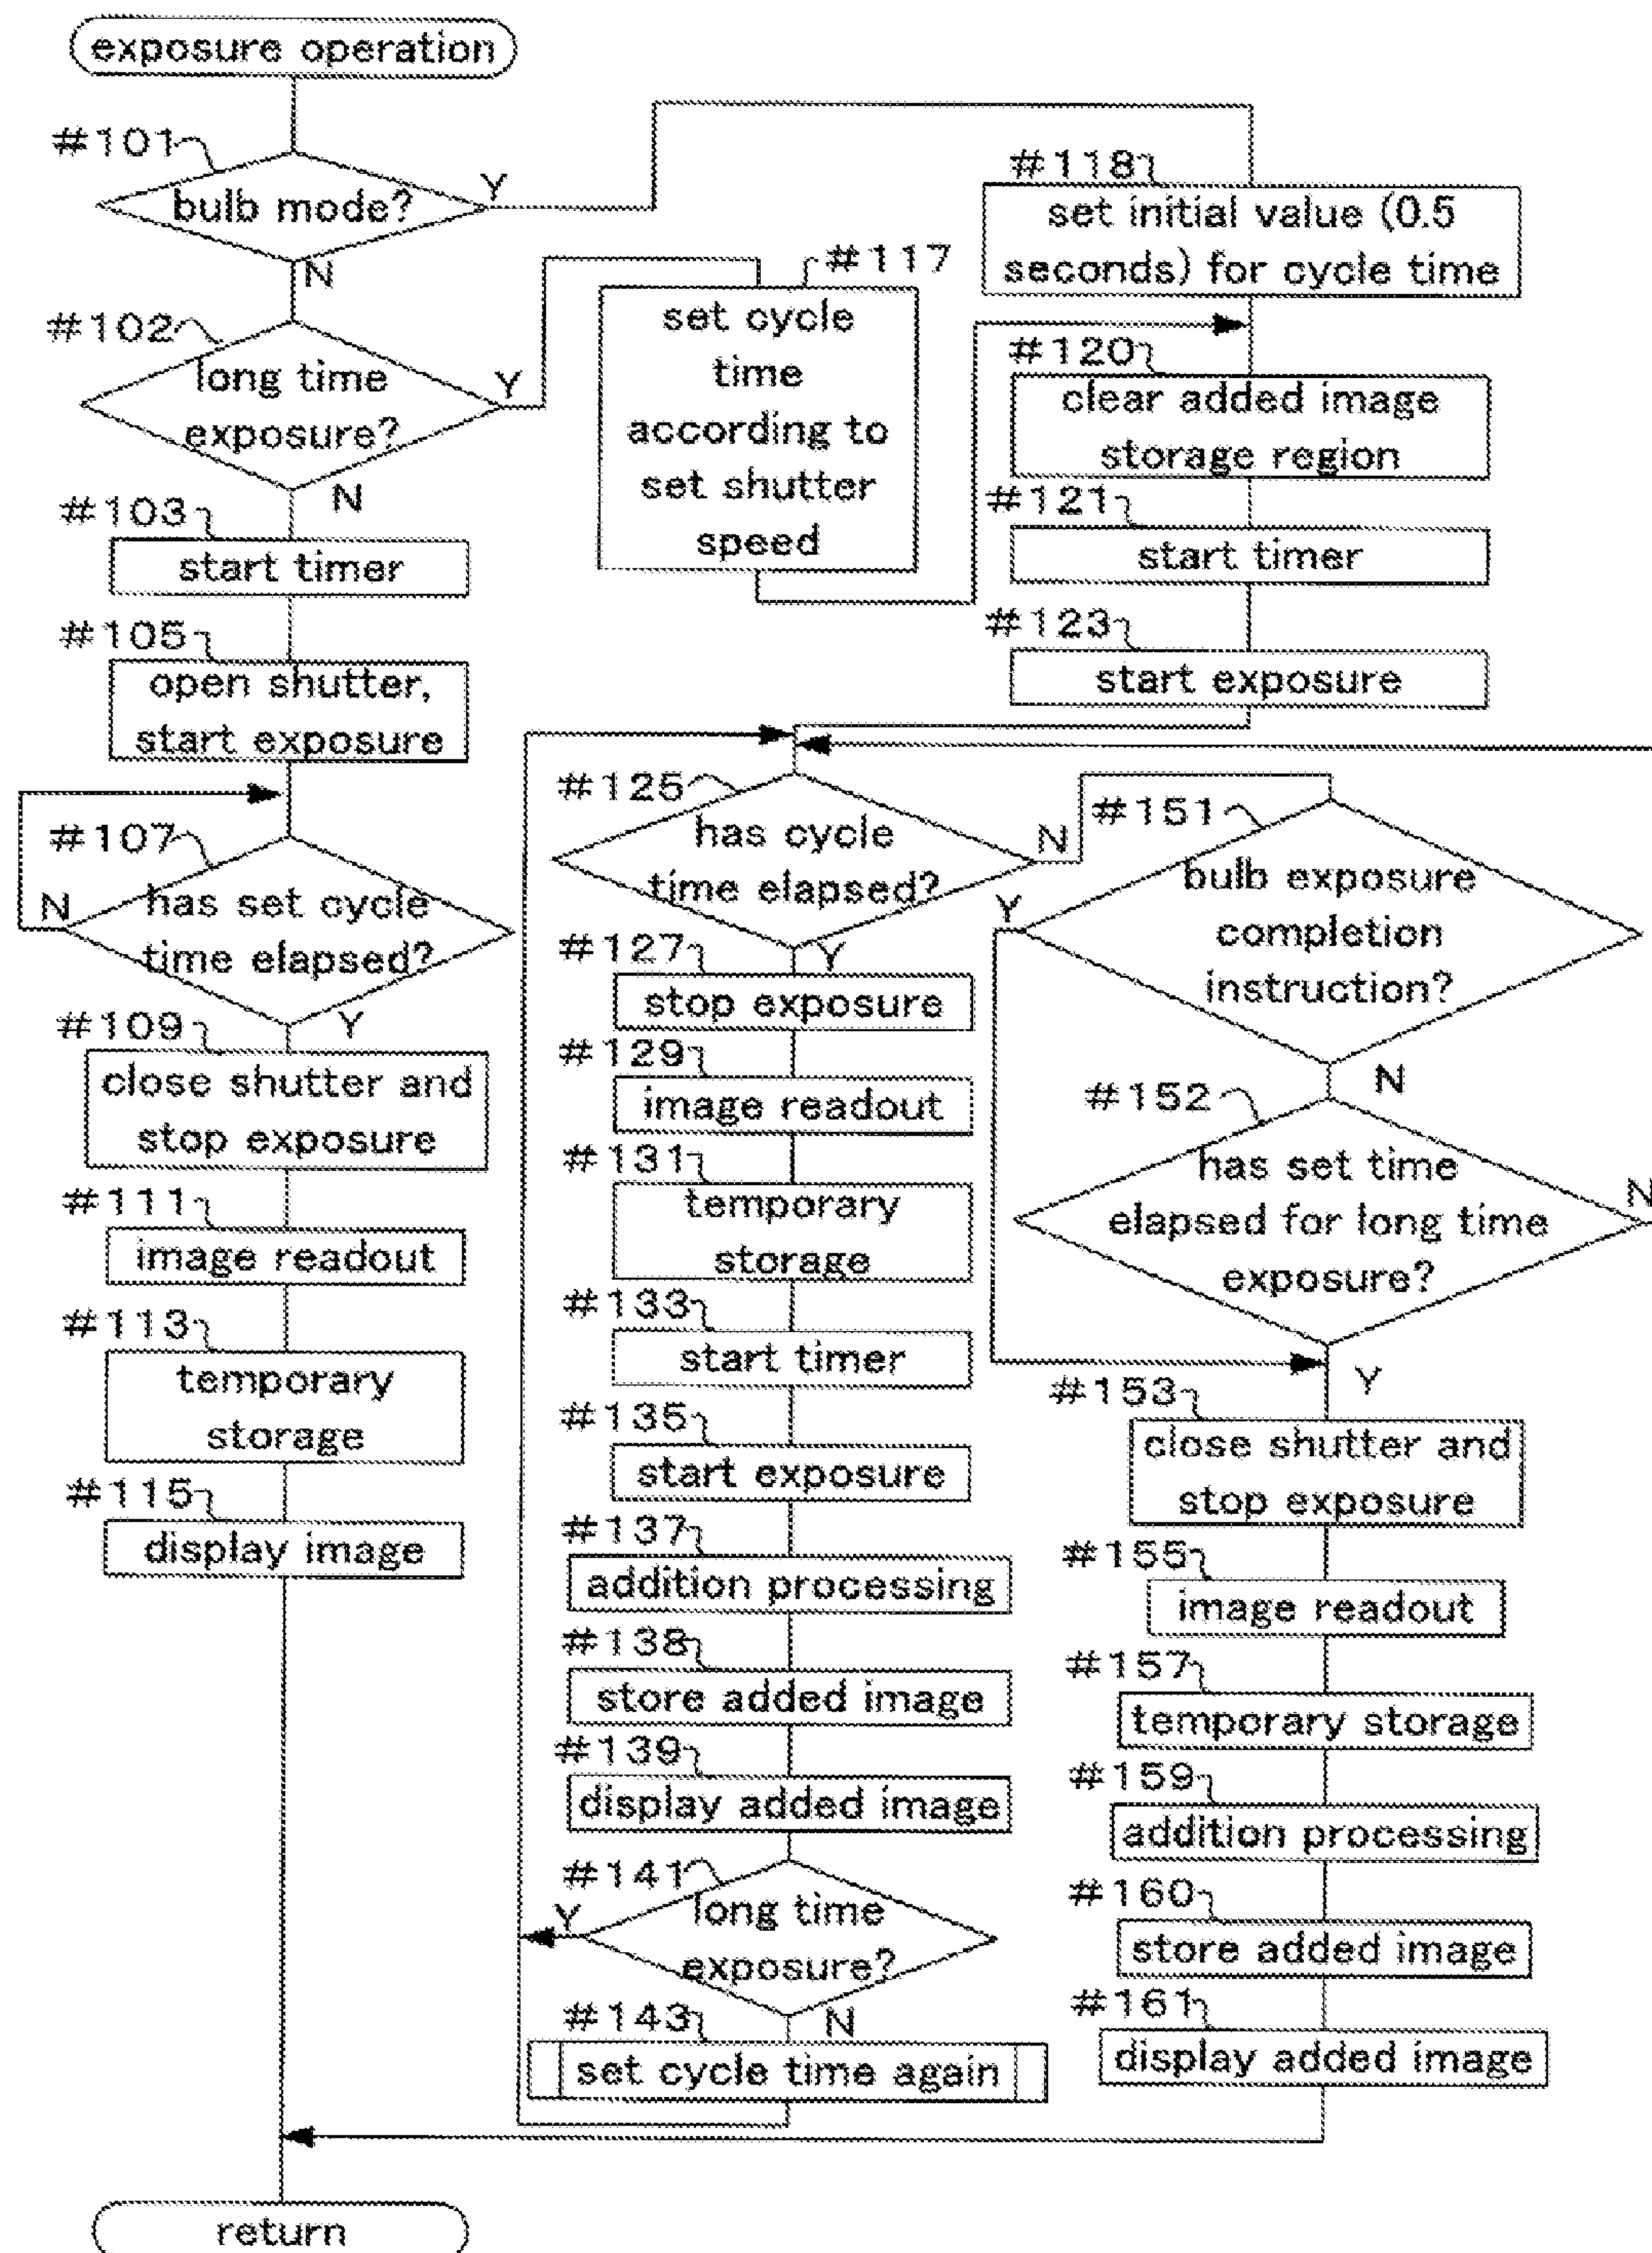 exposure operation
#101
bulb mode?
Y
N
#102
long time
exposure?
Y
N
#103
start timer
#105
open shutter,
start exposure
#107
has set cycle
time elapsed?
N
Y
#109
close shutter and
stop exposure
#111
image readout
#113
temporary
storage
#115
display image
#117
set cycle
time
according to
set shutter
speed
#118
set initial value (0.5
seconds) for cycle time
#120
clear added image
storage region
#121
start timer
#123
start exposure
#125
has cycle
time elapsed?
N
Y
#127
stop exposure
#129
image readout
#131
temporary
storage
#133
start timer
#135
start exposure
#137
addition processing
#138
store added image
#139
display added image
#141
long time
exposure?
Y
N
#143
set cycle time again
#151
bulb exposure
completion
instruction?
Y
N
#152
has set time
elapsed for long time
exposure?
N
Y
#153
close shutter and
stop exposure
#155
image readout
#157
temporary storage
#159
addition processing
#160
store added image
#161
display added image
return